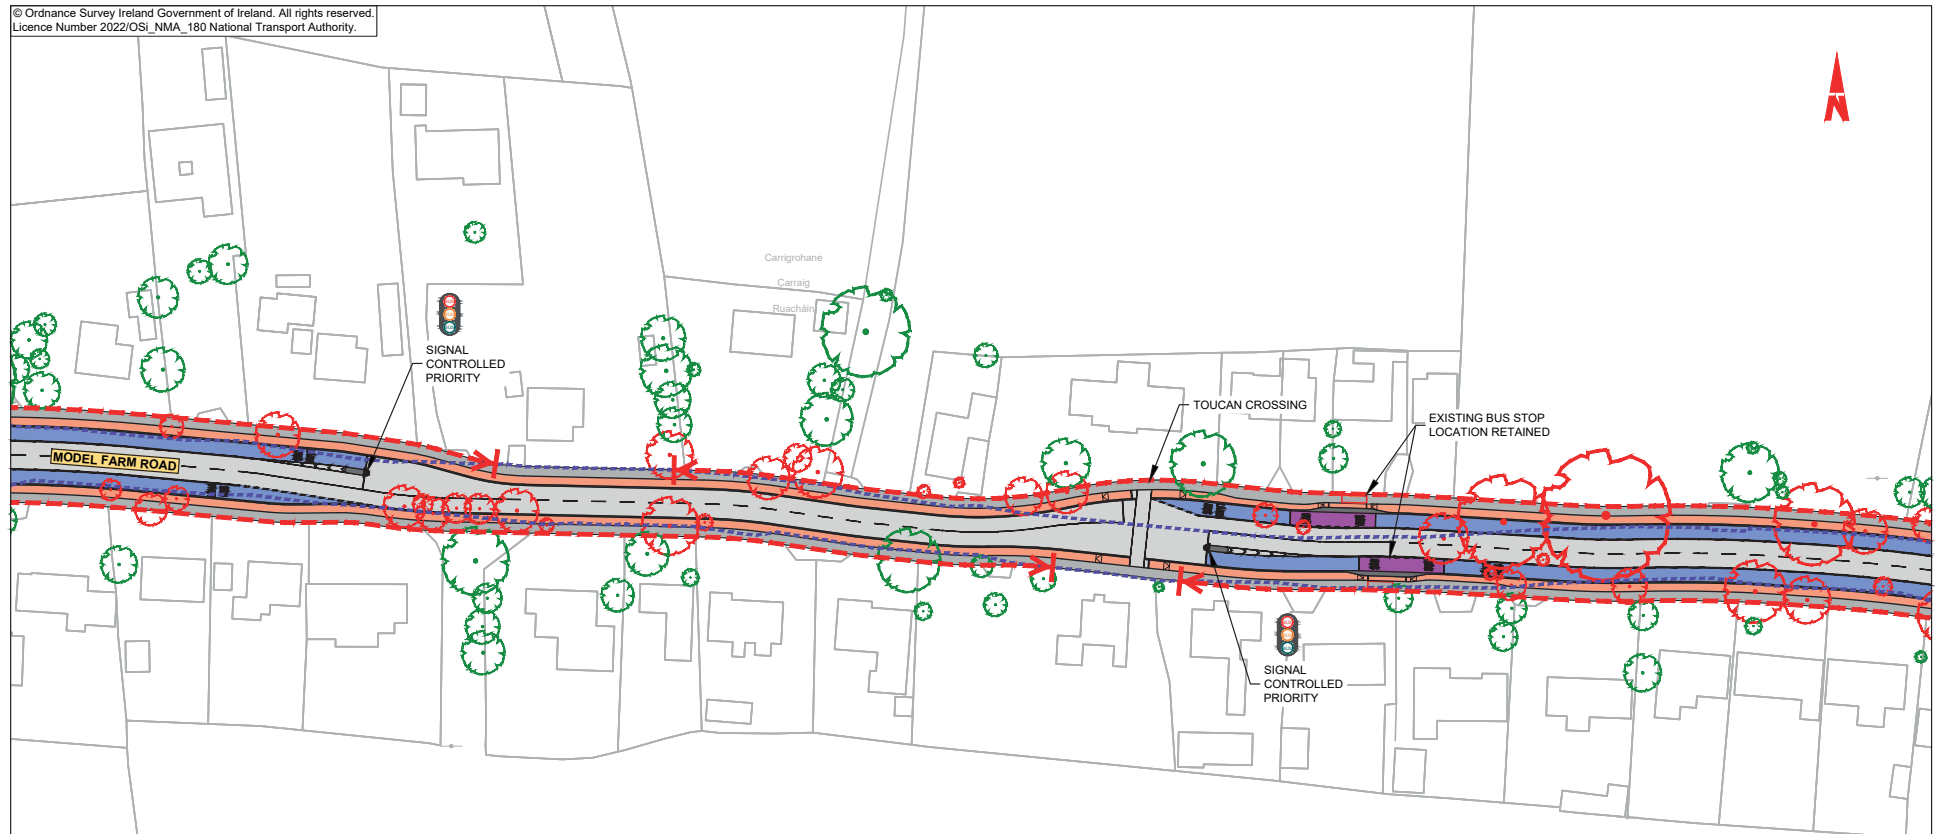 © Ordnance Survey Ireland Government of Ireland. All rights reserved.
Licence Number 2022/OSi_NMA_180 National Transport Authority.
Carrigrohane
Carraig
Ruacháin
SIGNAL
CONTROLLED
PRIORITY
TOUCAN CROSSING
EXISTING BUS STOP
LOCATION RETAINED
MODEL FARM ROAD
SIGNAL
CONTROLLED
PRIORITY
N